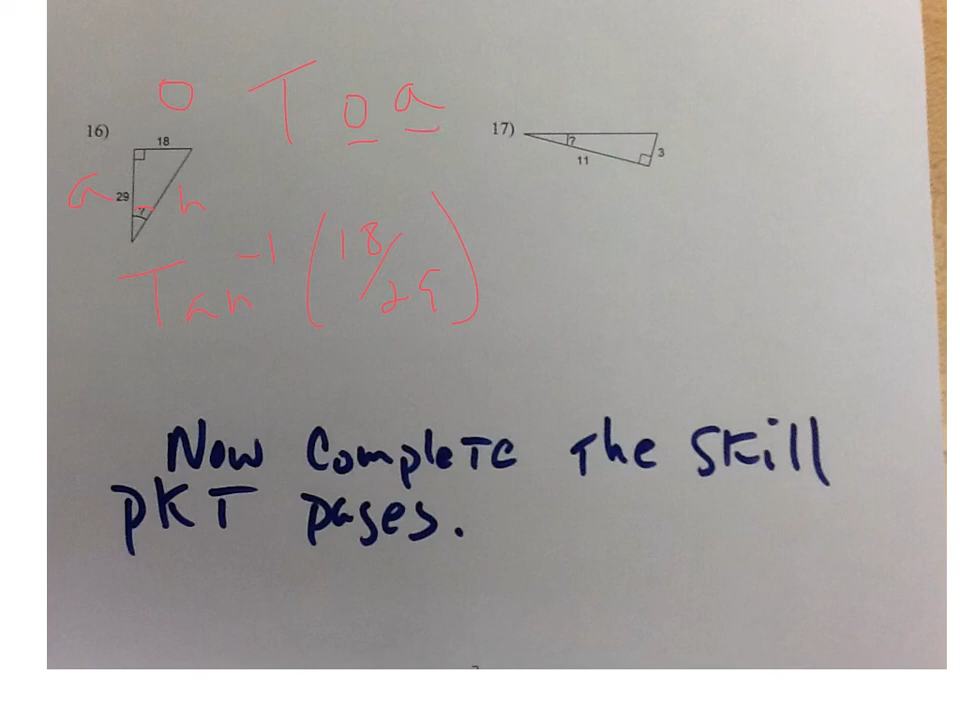 o T o a
16)
18
a 29 ? h
Tan⁻¹ (18/29)
17)
?
11
3
Now Complete The Skill
PKT pages.